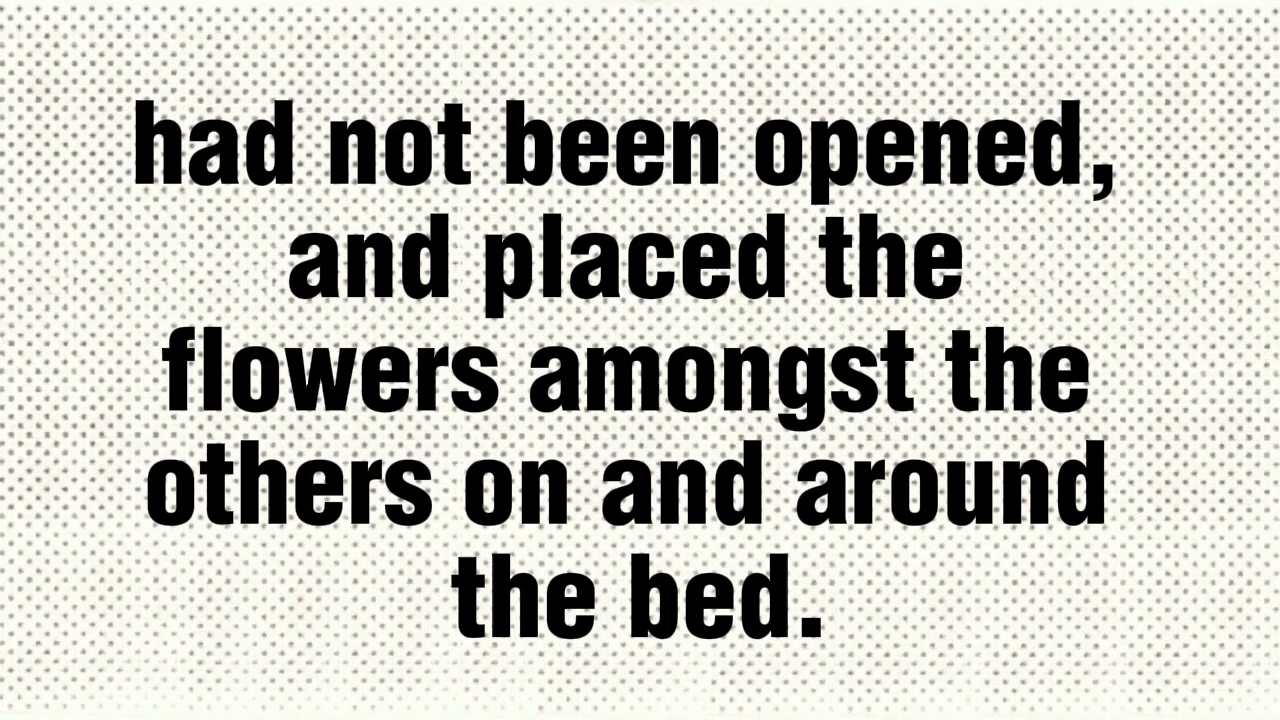 had not been opened,
and placed the
flowers amongst the
others on and around
the bed.